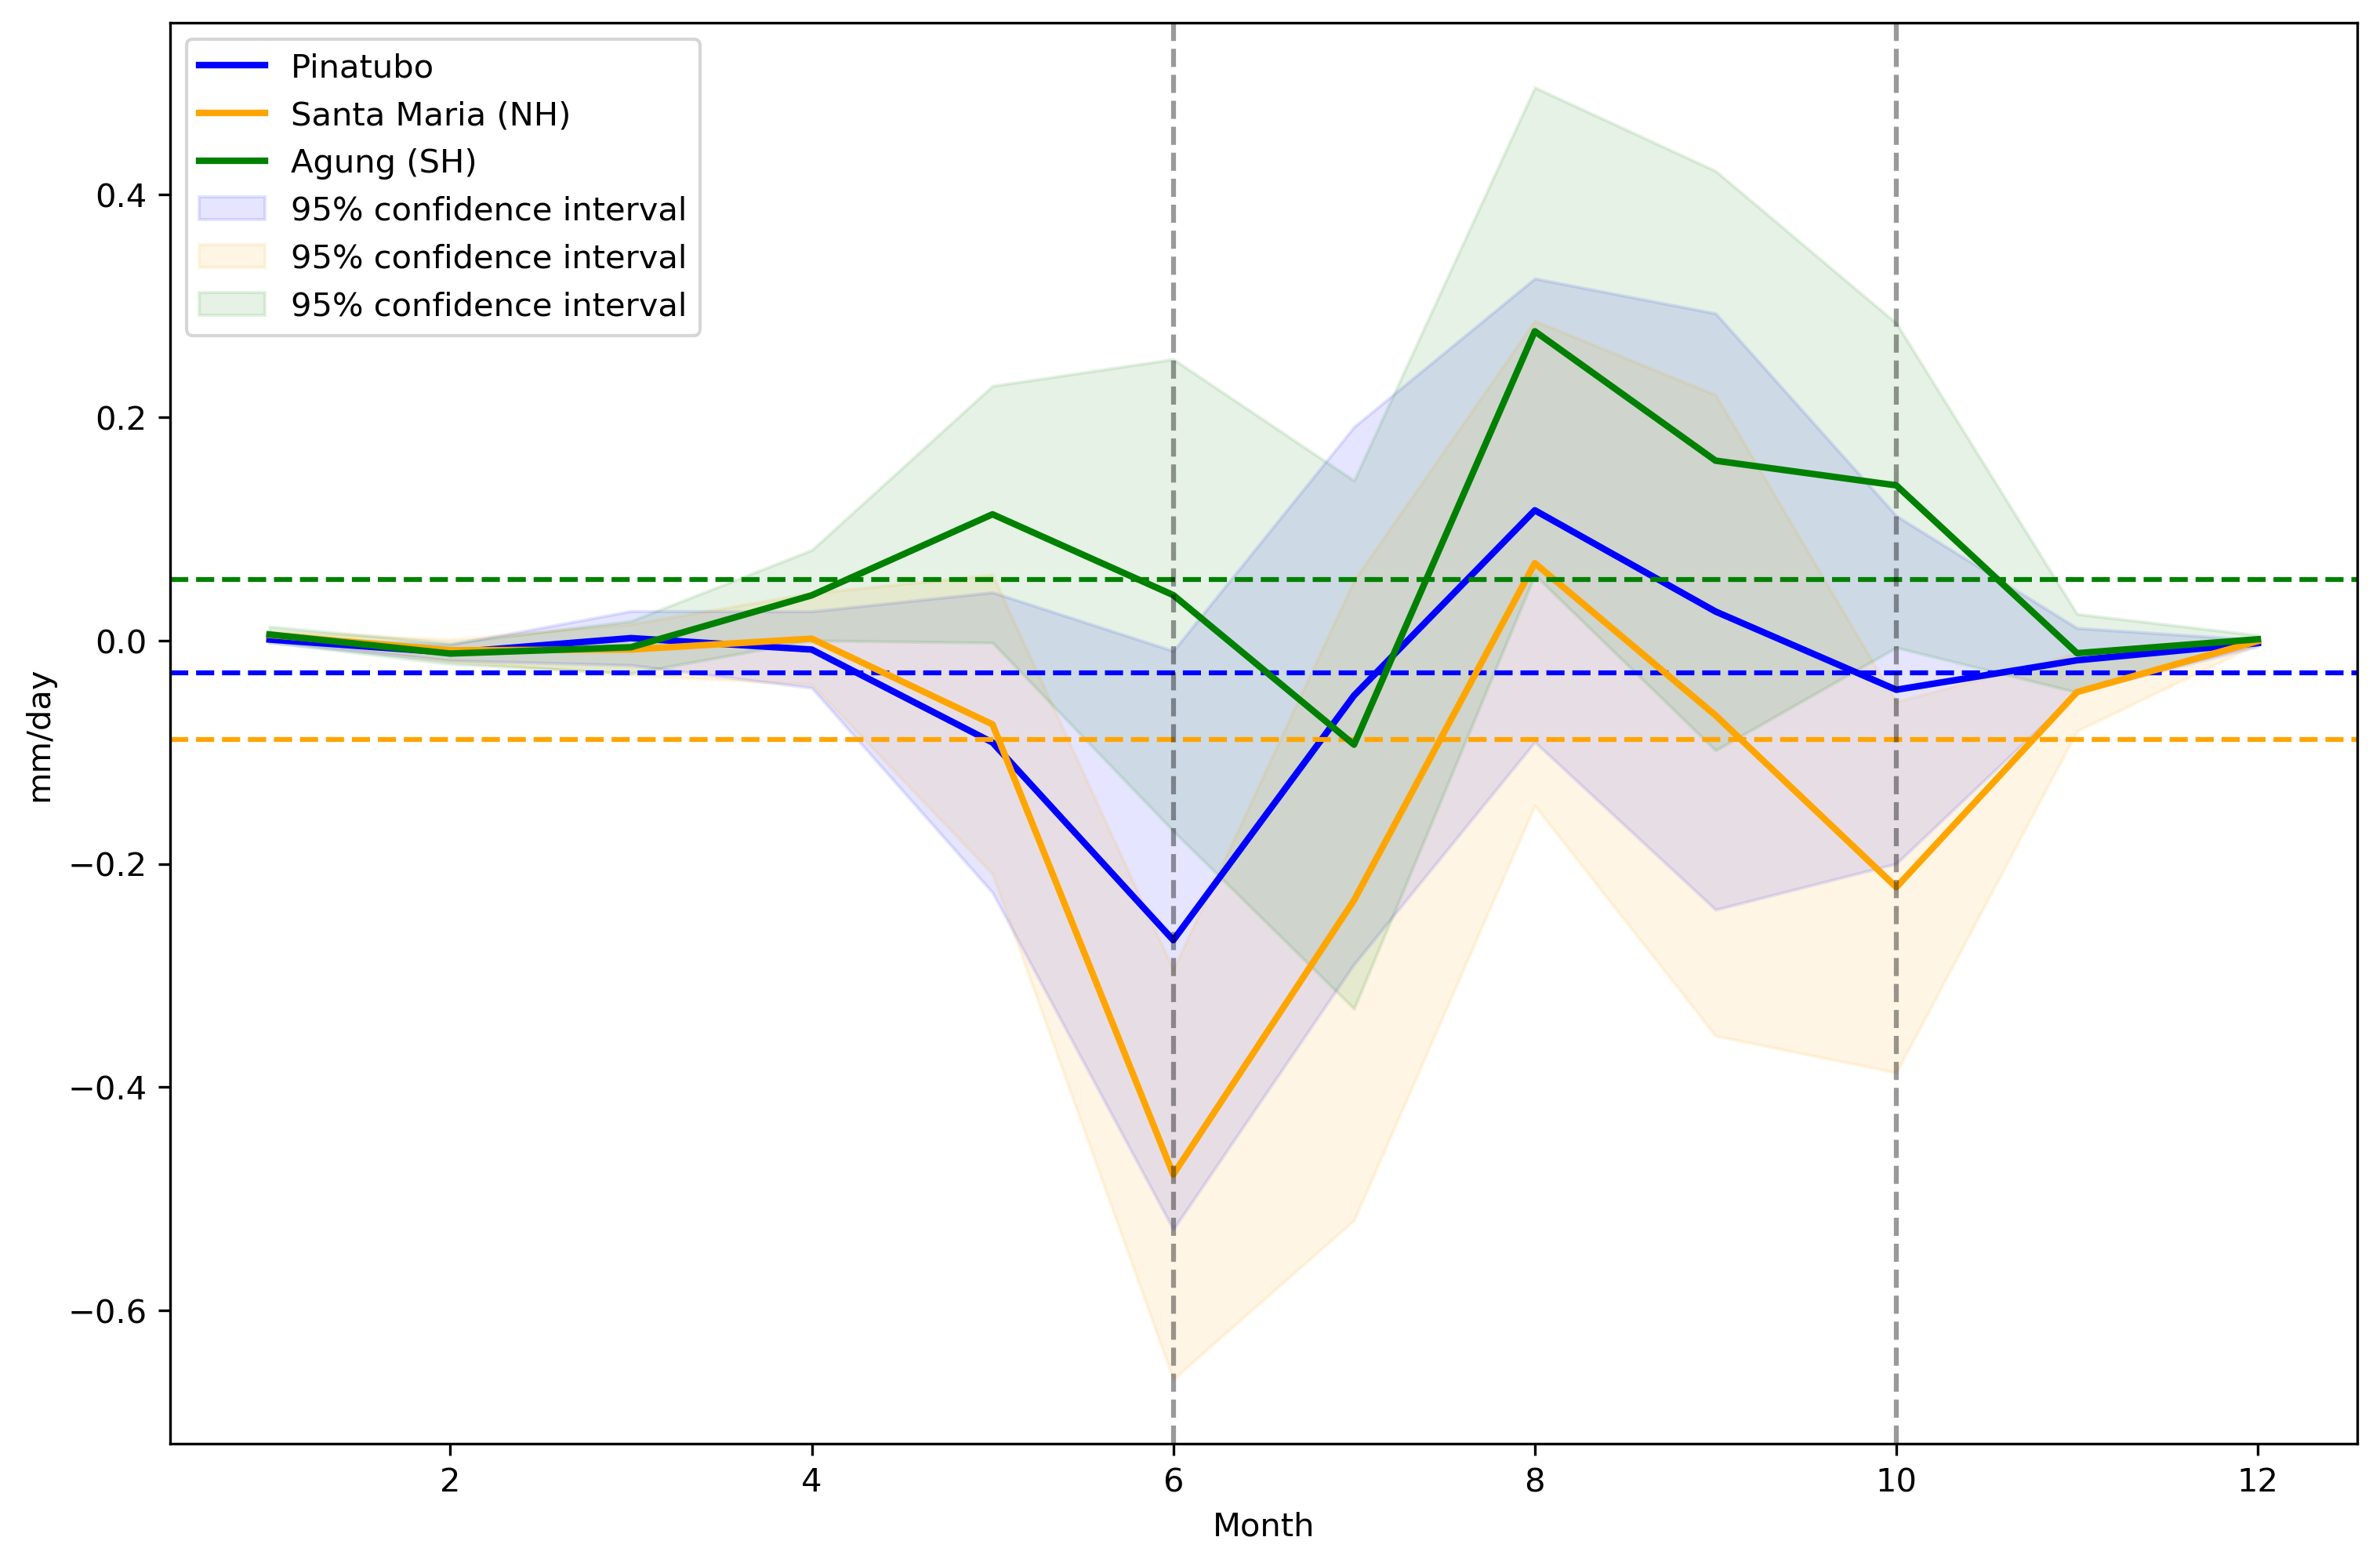 Pinatubo
Santa Maria (NH)
Agung (SH)
95% confidence interval
95% confidence interval
95% confidence interval
mm/day
0.4
0.2
0.0
−0.2
−0.4
−0.6
2
4
6
8
10
12
Month